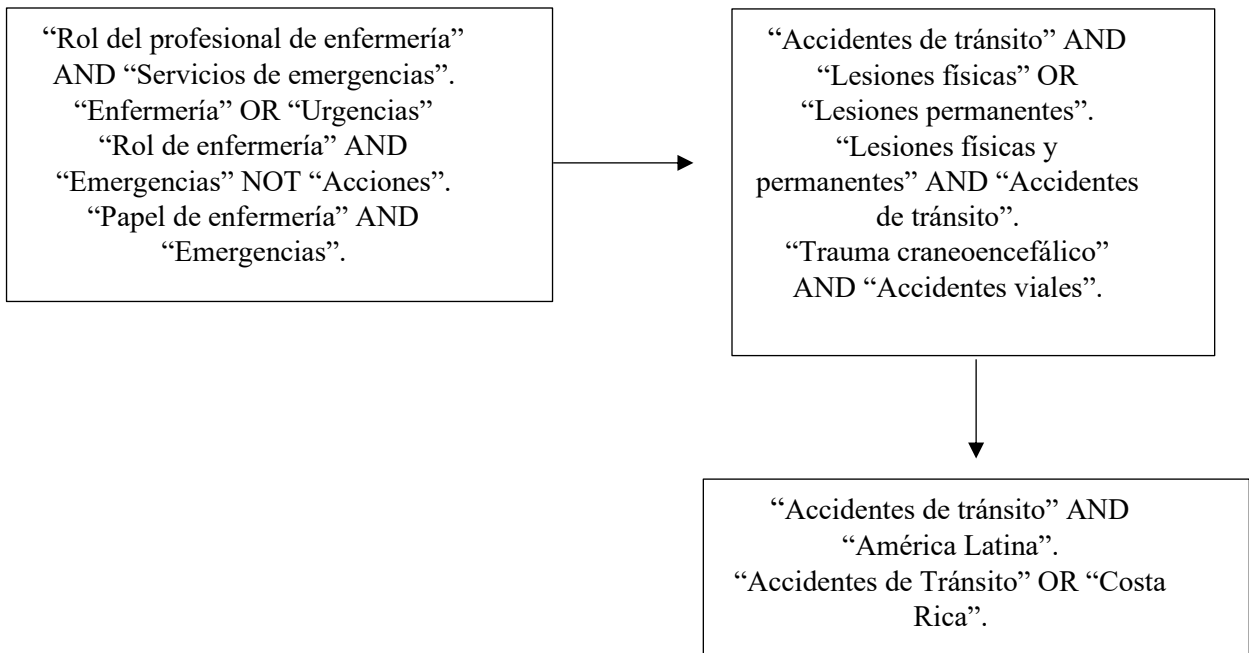 “Rol del profesional de enfermería”
AND “Servicios de emergencias”.
“Enfermería” OR “Urgencias”
“Rol de enfermería” AND
“Emergencias” NOT “Acciones”.
“Papel de enfermería” AND
“Emergencias”.
“Accidentes de tránsito” AND
“Lesiones físicas” OR
“Lesiones permanentes”.
“Lesiones físicas y
permanentes” AND “Accidentes
de tránsito”.
“Trauma craneoencefálico”
AND “Accidentes viales”.
“Accidentes de tránsito” AND
“América Latina”.
“Accidentes de Tránsito” OR “Costa
Rica”.